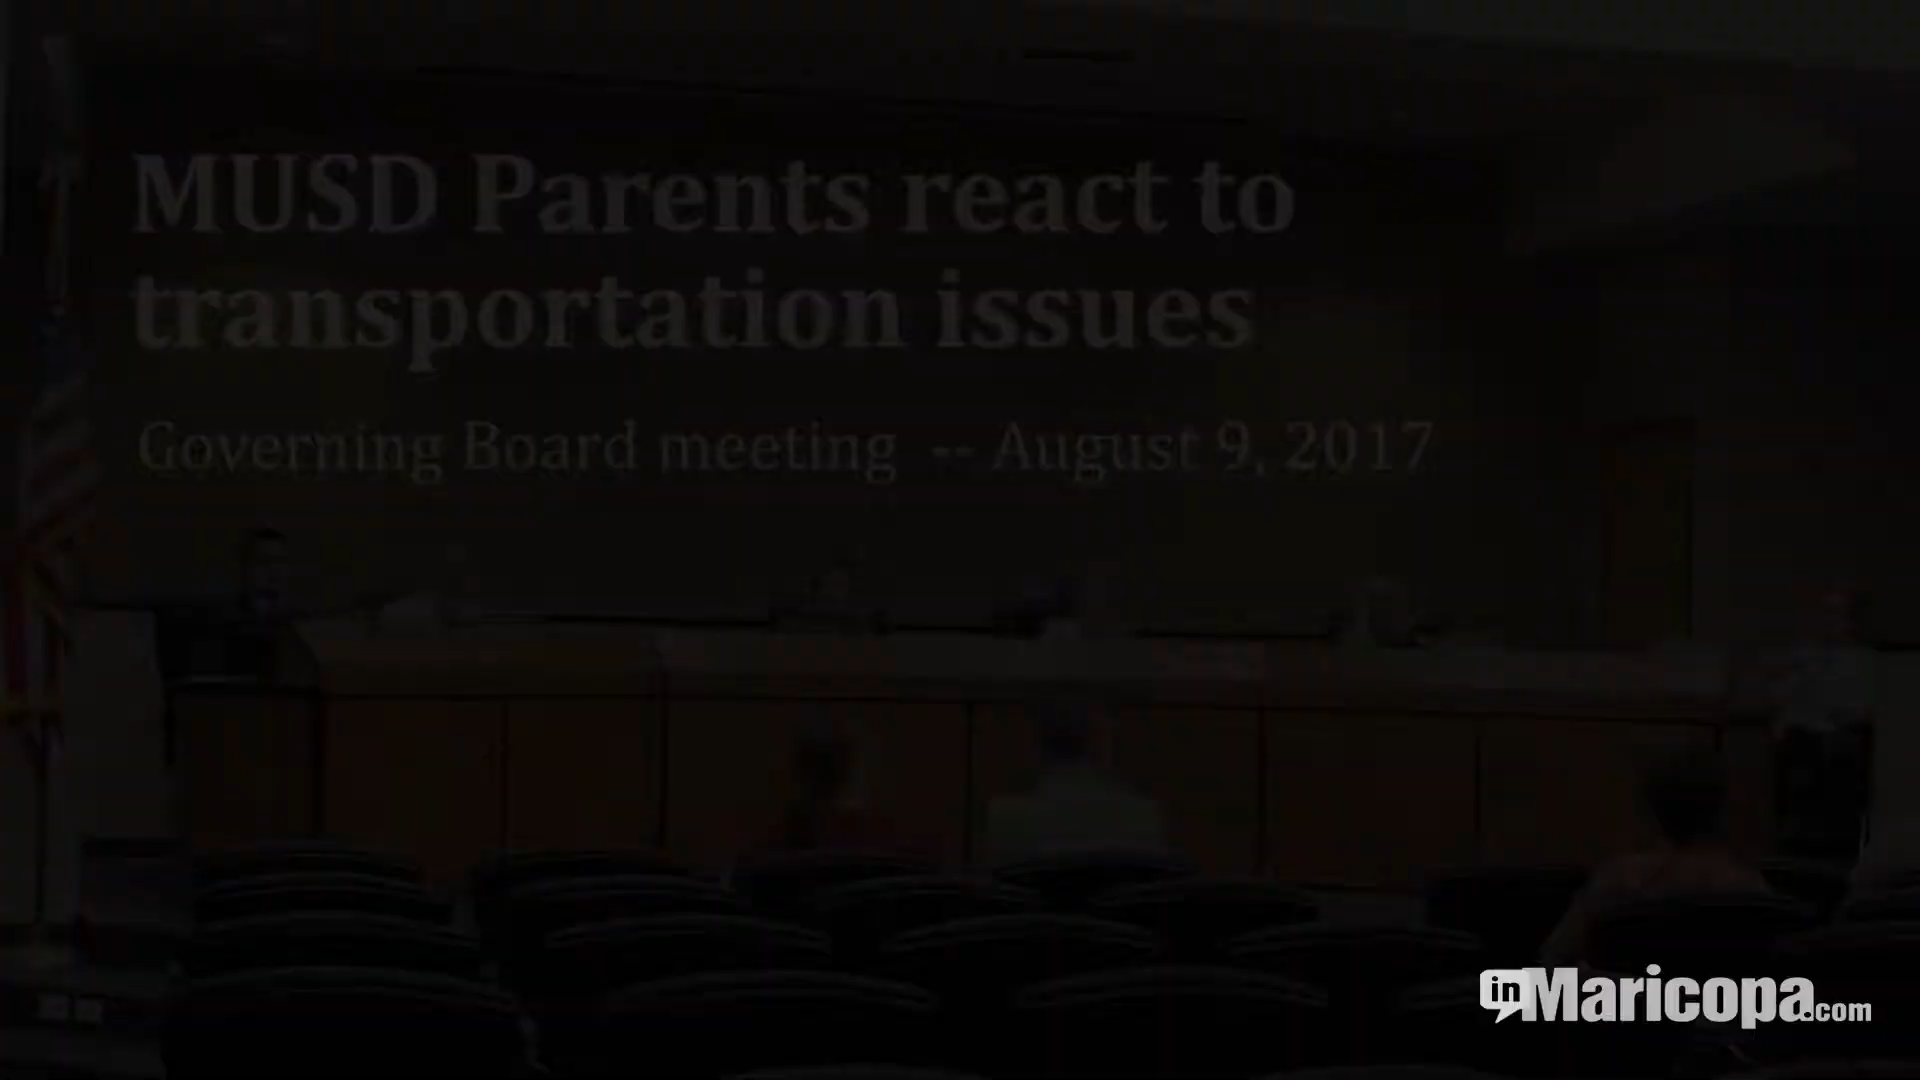 MUSD Parents react to
transportation issues
Governing Board meeting -- August 9, 2017
inMaricopa.com